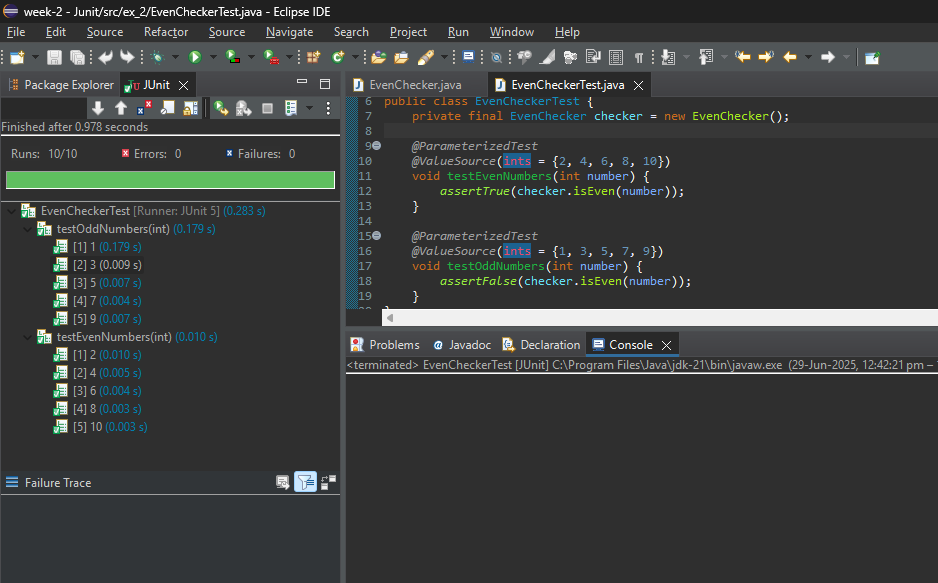 week-2 - Junit/src/ex_2/EvenCheckerTest.java - Eclipse IDE
File Edit Source Refactor Source Navigate Search Project Run Window Help
Package Explorer JUnit
Finished after 0.978 seconds
Runs: 10/10 Errors: 0 Failures: 0
EvenCheckerTest [Runner: JUnit 5] (0.283 s)
testOddNumbers(int) (0.179 s)
[1] 1 (0.179 s)
[2] 3 (0.009 s)
[3] 5 (0.007 s)
[4] 7 (0.004 s)
[5] 9 (0.007 s)
testEvenNumbers(int) (0.010 s)
[1] 2 (0.010 s)
[2] 4 (0.005 s)
[3] 6 (0.004 s)
[4] 8 (0.003 s)
[5] 10 (0.003 s)
Failure Trace
EvenChecker.java EvenCheckerTest.java
6 public class EvenCheckerTest {
7 private final EvenChecker checker = new EvenChecker();
8
9 @ParameterizedTest
10 @ValueSource(ints = {2, 4, 6, 8, 10})
11 void testEvenNumbers(int number) {
12 assertTrue(checker.isEven(number));
13 }
14
15 @ParameterizedTest
16 @ValueSource(ints = {1, 3, 5, 7, 9})
17 void testOddNumbers(int number) {
18 assertFalse(checker.isEven(number));
19 }
Problems Javadoc Declaration Console
<terminated> EvenCheckerTest [JUnit] C:\Program Files\Java\jdk-21\bin\javaw.exe (29-Jun-2025, 12:42:21 pm –